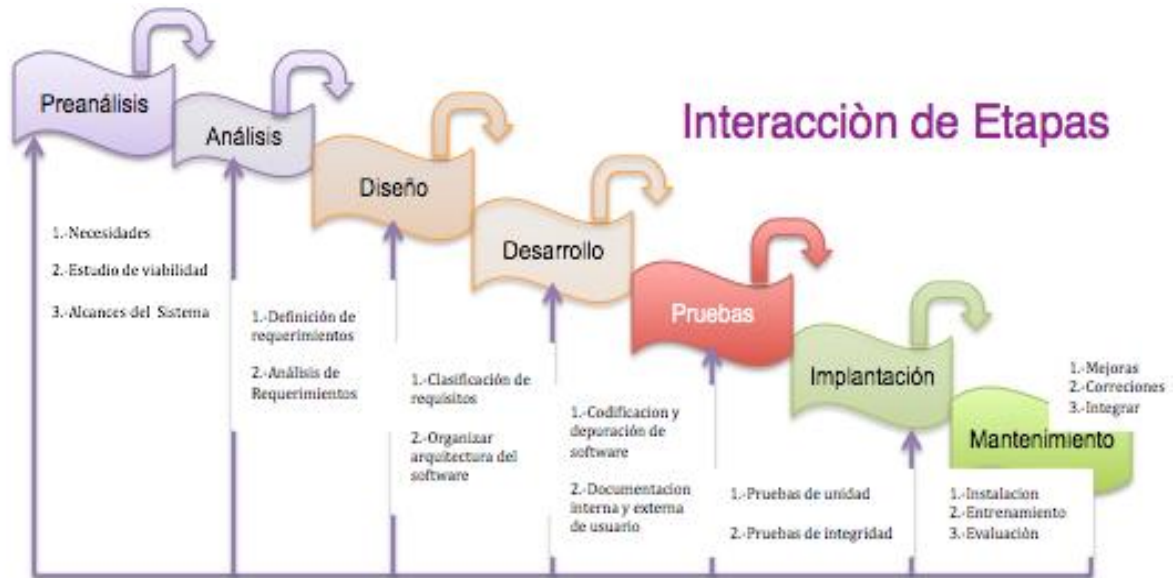 Interacciòn de Etapas
Preanálisis
1.-Necesidades
2.-Estudio de viabilidad
3.-Alcances del Sistema
Análisis
1.-Definición de
requerimientos
2.-Análisis de
Requerimientos
Diseño
1.-Clasificación de
requisitos
2.-Organizar
arquitectura del
software
Desarrollo
1.-Codificacion y
depuración de
software
2.-Documentacion
interna y externa
de usuario
Pruebas
1.-Pruebas de unidad
2.-Pruebas de integridad
Implantación
1.-Instalacion
2.-Entrenamiento
3.-Evaluación
Mantenimiento
1.-Mejoras
2.-Correciones
3.-Integrar